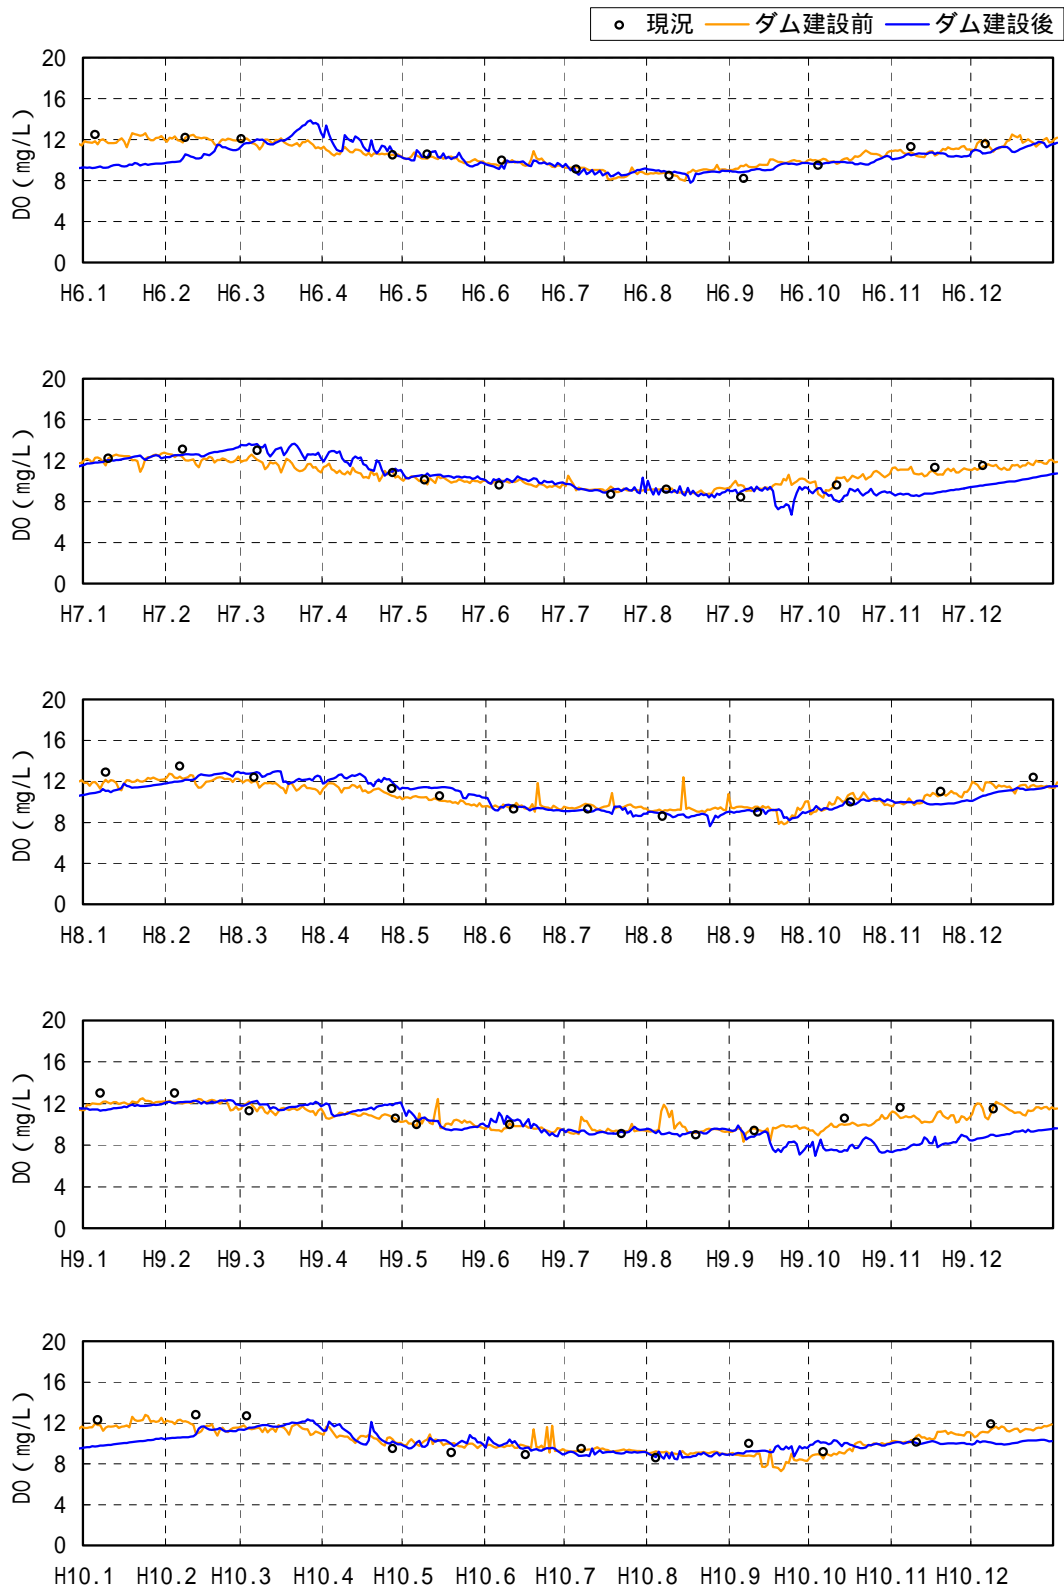 現況 ダム建設前 ダム建設後
DO (mg/L)
20
16
12
8
4
0
H6.1 H6.2 H6.3 H6.4 H6.5 H6.6 H6.7 H6.8 H6.9 H6.10 H6.11 H6.12
DO (mg/L)
20
16
12
8
4
0
H7.1 H7.2 H7.3 H7.4 H7.5 H7.6 H7.7 H7.8 H7.9 H7.10 H7.11 H7.12
DO (mg/L)
20
16
12
8
4
0
H8.1 H8.2 H8.3 H8.4 H8.5 H8.6 H8.7 H8.8 H8.9 H8.10 H8.11 H8.12
DO (mg/L)
20
16
12
8
4
0
H9.1 H9.2 H9.3 H9.4 H9.5 H9.6 H9.7 H9.8 H9.9 H9.10 H9.11 H9.12
DO (mg/L)
20
16
12
8
4
0
H10.1 H10.2 H10.3 H10.4 H10.5 H10.6 H10.7 H10.8 H10.9 H10.10 H10.11 H10.12